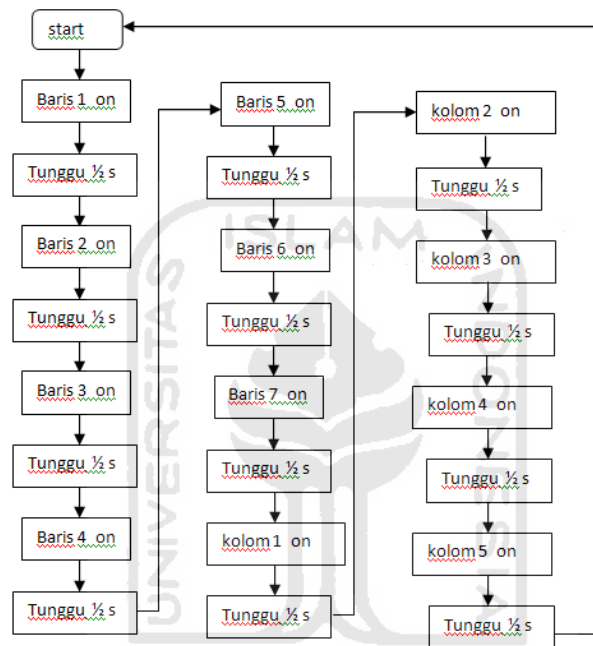 start
Baris 1 on
Tunggu ½ s
Baris 2 on
Tunggu ½ s
Baris 3 on
Tunggu ½ s
Baris 4 on
Tunggu ½ s
Baris 5 on
Tunggu ½ s
Baris 6 on
Tunggu ½ s
Baris 7 on
Tunggu ½ s
kolom 1 on
Tunggu ½ s
kolom 2 on
Tunggu ½ s
kolom 3 on
Tunggu ½ s
kolom 4 on
Tunggu ½ s
kolom 5 on
Tunggu ½ s
UNIVERSITAS
ISLAM
INDONESIA